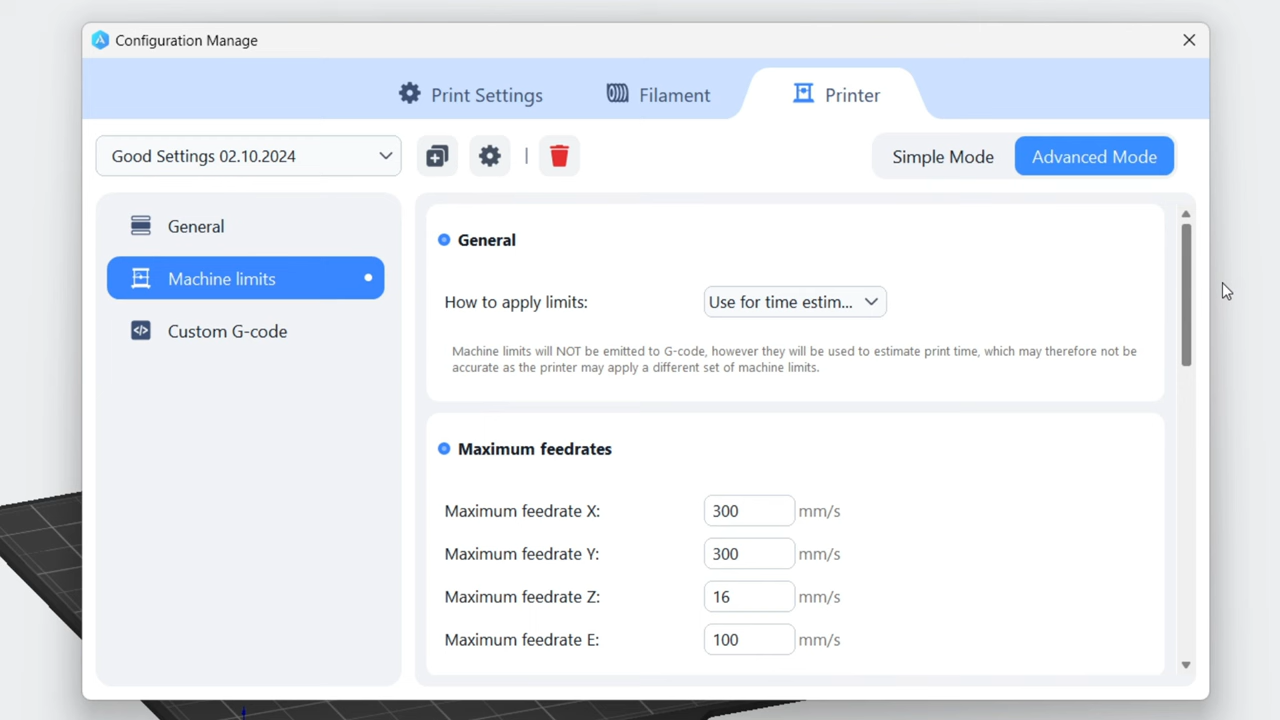 Configuration Manage
Print Settings
Filament
Printer
Good Settings 02.10.2024
Simple Mode
Advanced Mode
General
Machine limits
Custom G-code
General
How to apply limits:
Use for time estim...
Machine limits will NOT be emitted to G-code, however they will be used to estimate print time, which may therefore not be
accurate as the printer may apply a different set of machine limits.
Maximum feedrates
Maximum feedrate X: 300 mm/s
Maximum feedrate Y: 300 mm/s
Maximum feedrate Z: 16 mm/s
Maximum feedrate E: 100 mm/s